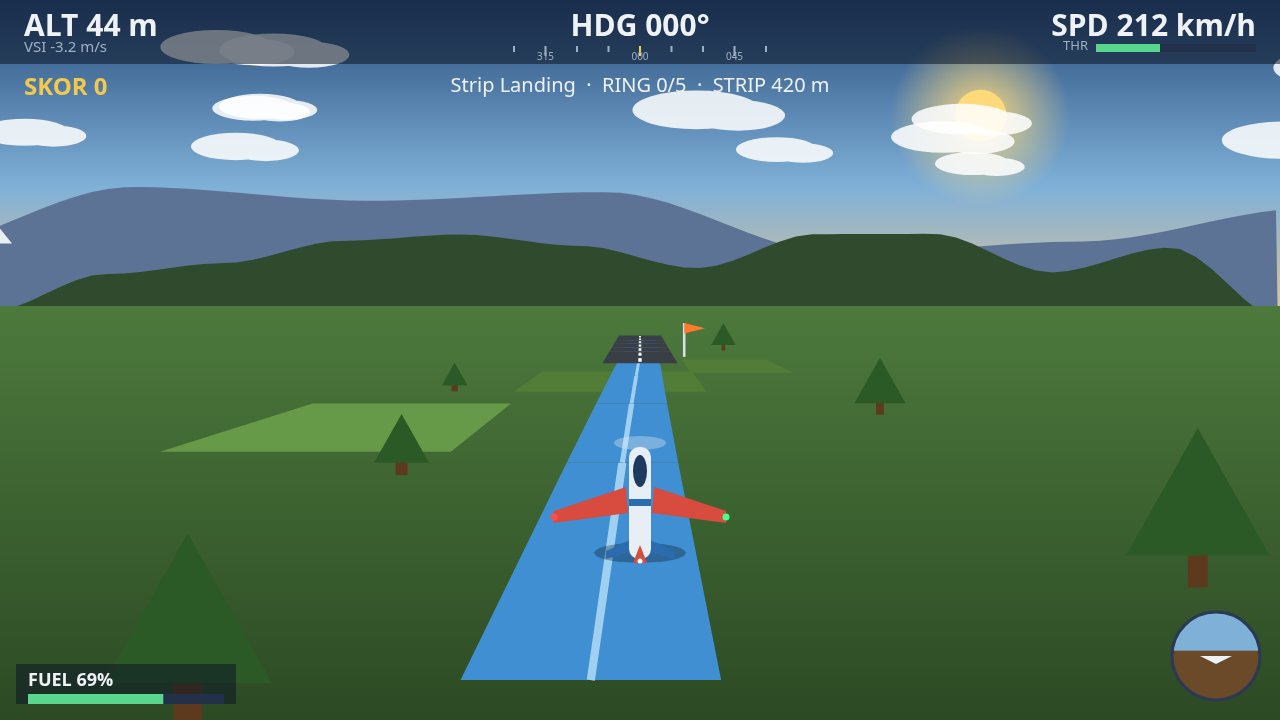 ALT 44 m
VSI -3.2 m/s
HDG 000°
315
000
045
SPD 212 km/h
THR
SKOR 0
Strip Landing · RING 0/5 · STRIP 420 m
FUEL 69%